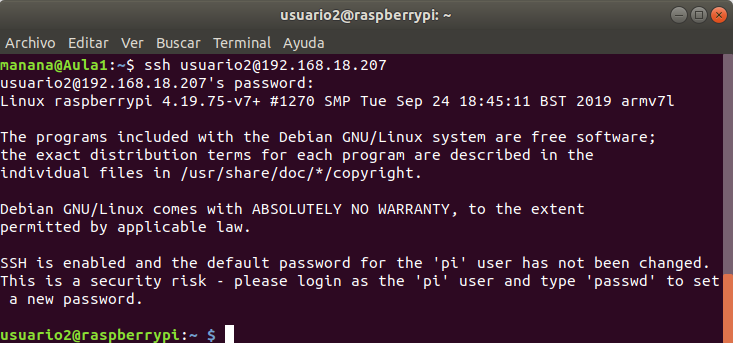 usuario2@raspberrypi: ~
Archivo Editar Ver Buscar Terminal Ayuda
manana@Aula1:~$ ssh usuario2@192.168.18.207
usuario2@192.168.18.207's password:
Linux raspberrypi 4.19.75-v7+ #1270 SMP Tue Sep 24 18:45:11 BST 2019 armv7l
The programs included with the Debian GNU/Linux system are free software;
the exact distribution terms for each program are described in the
individual files in /usr/share/doc/*/copyright.
Debian GNU/Linux comes with ABSOLUTELY NO WARRANTY, to the extent
permitted by applicable law.
SSH is enabled and the default password for the 'pi' user has not been changed.
This is a security risk - please login as the 'pi' user and type 'passwd' to set
 a new password.
usuario2@raspberrypi:~ $